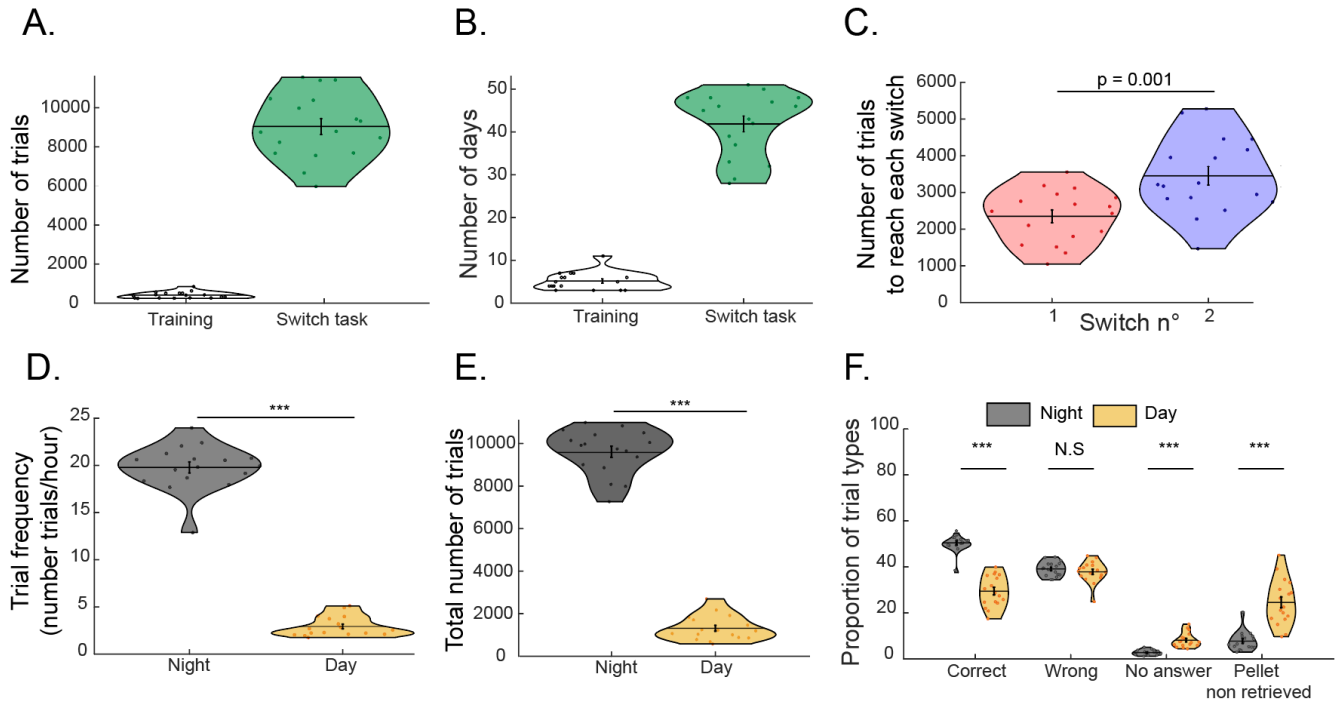 A.
Number of trials
10000
8000
6000
4000
2000
0
Training
Switch task
B.
Number of days
50
40
30
20
10
0
Training
Switch task
C.
Number of trials
to reach each switch
6000
5000
4000
3000
2000
1000
0
p = 0.001
1
2
Switch n°
D.
Trial frequency
(number trials/hour)
25
20
15
10
5
0
***
Night
Day
E.
Total number of trials
10000
8000
6000
4000
2000
0
***
Night
Day
F.
Proportion of trial types
100
80
60
40
20
0
Night
Day
***
N.S
***
***
Correct
Wrong
No answer
Pellet
non retrieved